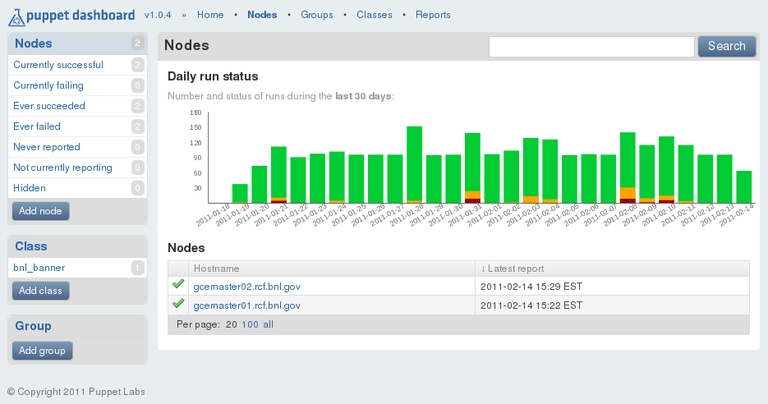 puppet dashboard v1.0.4 » Home • Nodes • Groups • Classes • Reports
Nodes 2
Currently successful 2
Currently failing 0
Ever succeeded 2
Ever failed 2
Never reported 0
Not currently reporting 0
Hidden 0
Add node
Class
bnl_banner 1
Add class
Group
Add group
Nodes
Search
Daily run status
Number and status of runs during the last 30 days:
180
150
120
90
60
30
2011-01-18 2011-01-19 2011-01-20 2011-01-21 2011-01-22 2011-01-23 2011-01-24 2011-01-25 2011-01-26 2011-01-27 2011-01-28 2011-01-29 2011-01-30 2011-01-31 2011-02-01 2011-02-02 2011-02-03 2011-02-04 2011-02-05 2011-02-06 2011-02-07 2011-02-08 2011-02-09 2011-02-10 2011-02-11 2011-02-12 2011-02-13 2011-02-14
Nodes
Hostname ↓ Latest report
gcemaster02.rcf.bnl.gov 2011-02-14 15:29 EST
gcemaster01.rcf.bnl.gov 2011-02-14 15:22 EST
Per page: 20 100 all
© Copyright 2011 Puppet Labs